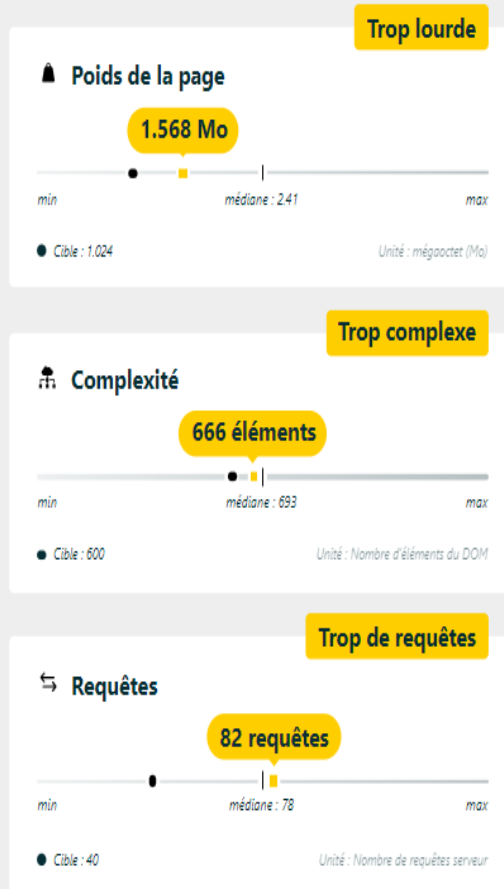 Trop lourde
Poids de la page
1.568 Mo
min médiane : 2.41 max
Cible : 1.024 Unité : mégaoctet (Mo)
Trop complexe
Complexité
666 éléments
min médiane : 693 max
Cible : 600 Unité : Nombre d'éléments du DOM
Trop de requêtes
Requêtes
82 requêtes
min médiane : 78 max
Cible : 40 Unité : Nombre de requêtes serveur